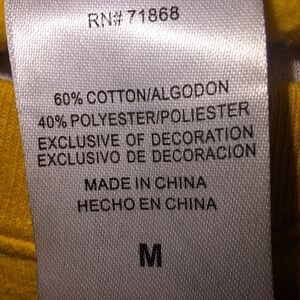 RN# 71868
60% COTTON/ALGODON
40% POLYESTER/POLIESTER
EXCLUSIVE OF DECORATION
EXCLUSIVO DE DECORACION
MADE IN CHINA
HECHO EN CHINA
M